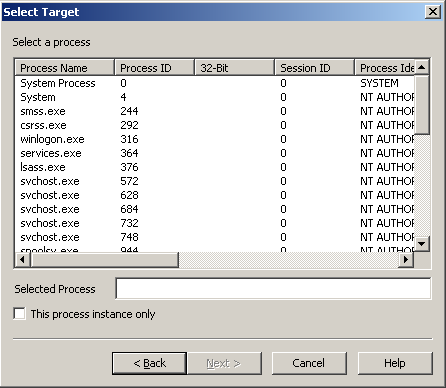 Select Target
Select a process
Process Name Process ID 32-Bit Session ID Process Ide
System Process 0 0 SYSTEM
System 4 0 NT AUTHOR
smss.exe 244 0 NT AUTHOR
csrss.exe 292 0 NT AUTHOR
winlogon.exe 316 0 NT AUTHOR
services.exe 364 0 NT AUTHOR
lsass.exe 376 0 NT AUTHOR
svchost.exe 572 0 NT AUTHOR
svchost.exe 628 0 NT AUTHOR
svchost.exe 684 0 NT AUTHOR
svchost.exe 732 0 NT AUTHOR
svchost.exe 748 0 NT AUTHOR
spoolsv.exe 944 0 NT AUTHOR
Selected Process
This process instance only
< Back Next > Cancel Help